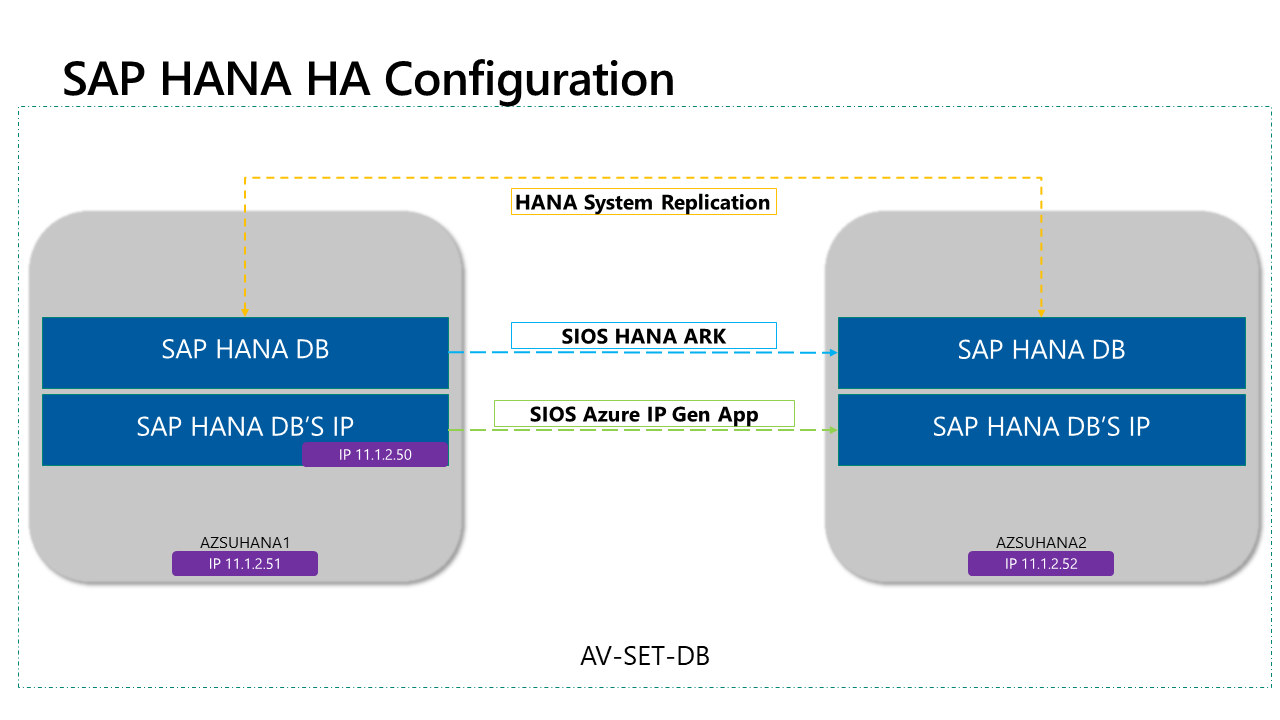 SAP HANA HA Configuration
HANA System Replication
SAP HANA DB
SIOS HANA ARK
SAP HANA DB
SAP HANA DB’S IP
IP 11.1.2.50
SIOS Azure IP Gen App
SAP HANA DB’S IP
AZSUHANA1
IP 11.1.2.51
AZSUHANA2
IP 11.1.2.52
AV-SET-DB